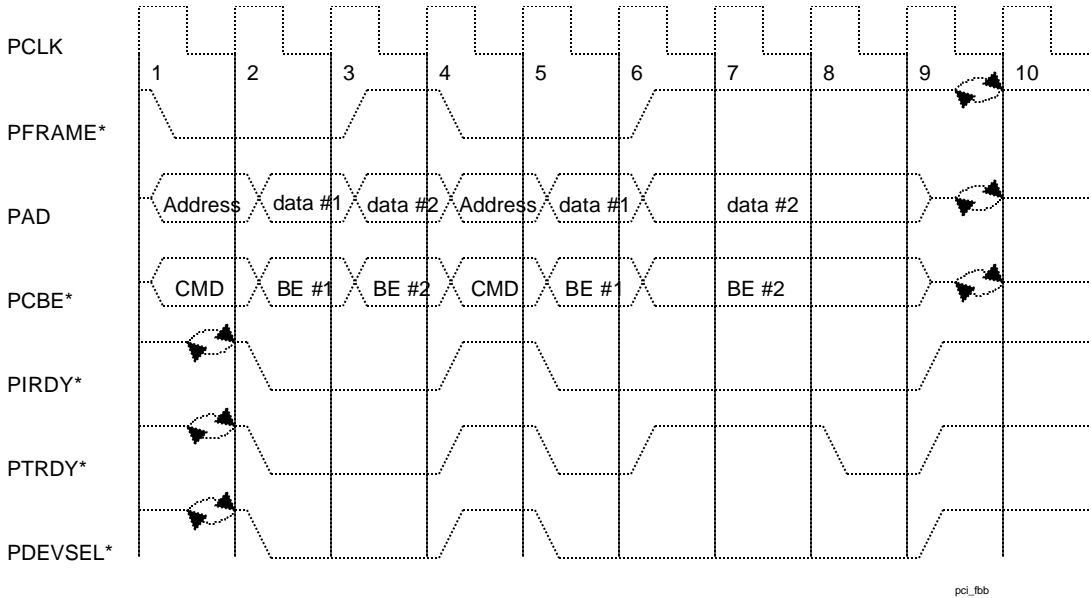 PCLK
1 2 3 4 5 6 7 8 9 10
PFRAME*
PAD
Address data #1 data #2 Address data #1 data #2
PCBE*
CMD BE #1 BE #2 CMD BE #1 BE #2
PIRDY*
PTRDY*
PDEVSEL*
pci_fbb